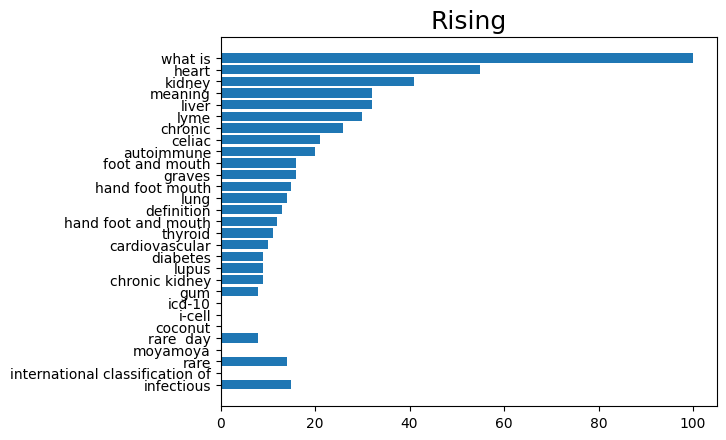 Rising
what is
heart
kidney
meaning
liver
lyme
chronic
celiac
autoimmune
foot and mouth
graves
hand foot mouth
lung
definition
hand foot and mouth
thyroid
cardiovascular
diabetes
lupus
chronic kidney
gum
icd-10
i-cell
coconut
rare  day
moyamoya
rare
international classification of
infectious
0 20 40 60 80 100